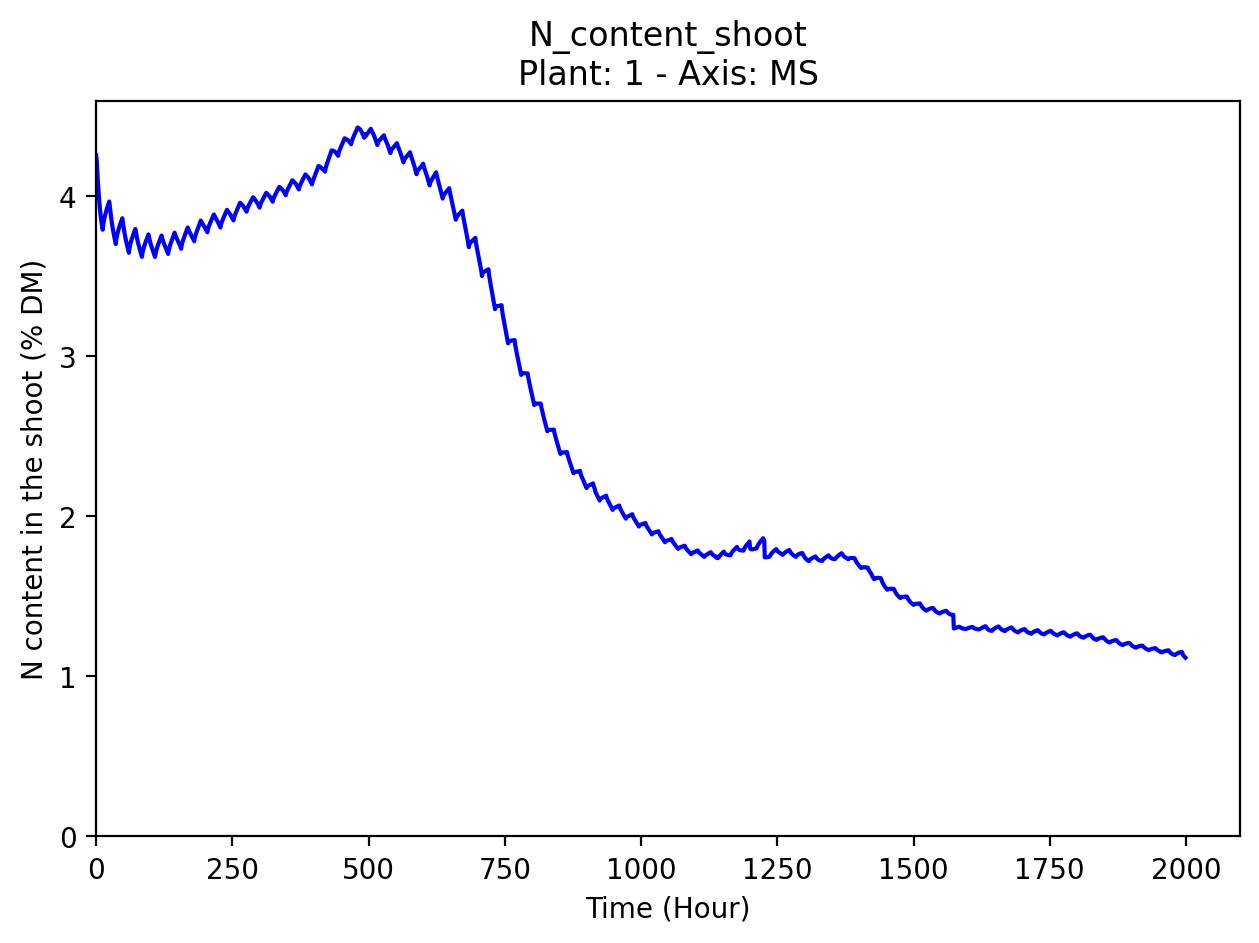 N_content_shoot
Plant: 1 - Axis: MS
N content in the shoot (% DM)
4
3
2
1
0
0 250 500 750 1000 1250 1500 1750 2000
Time (Hour)